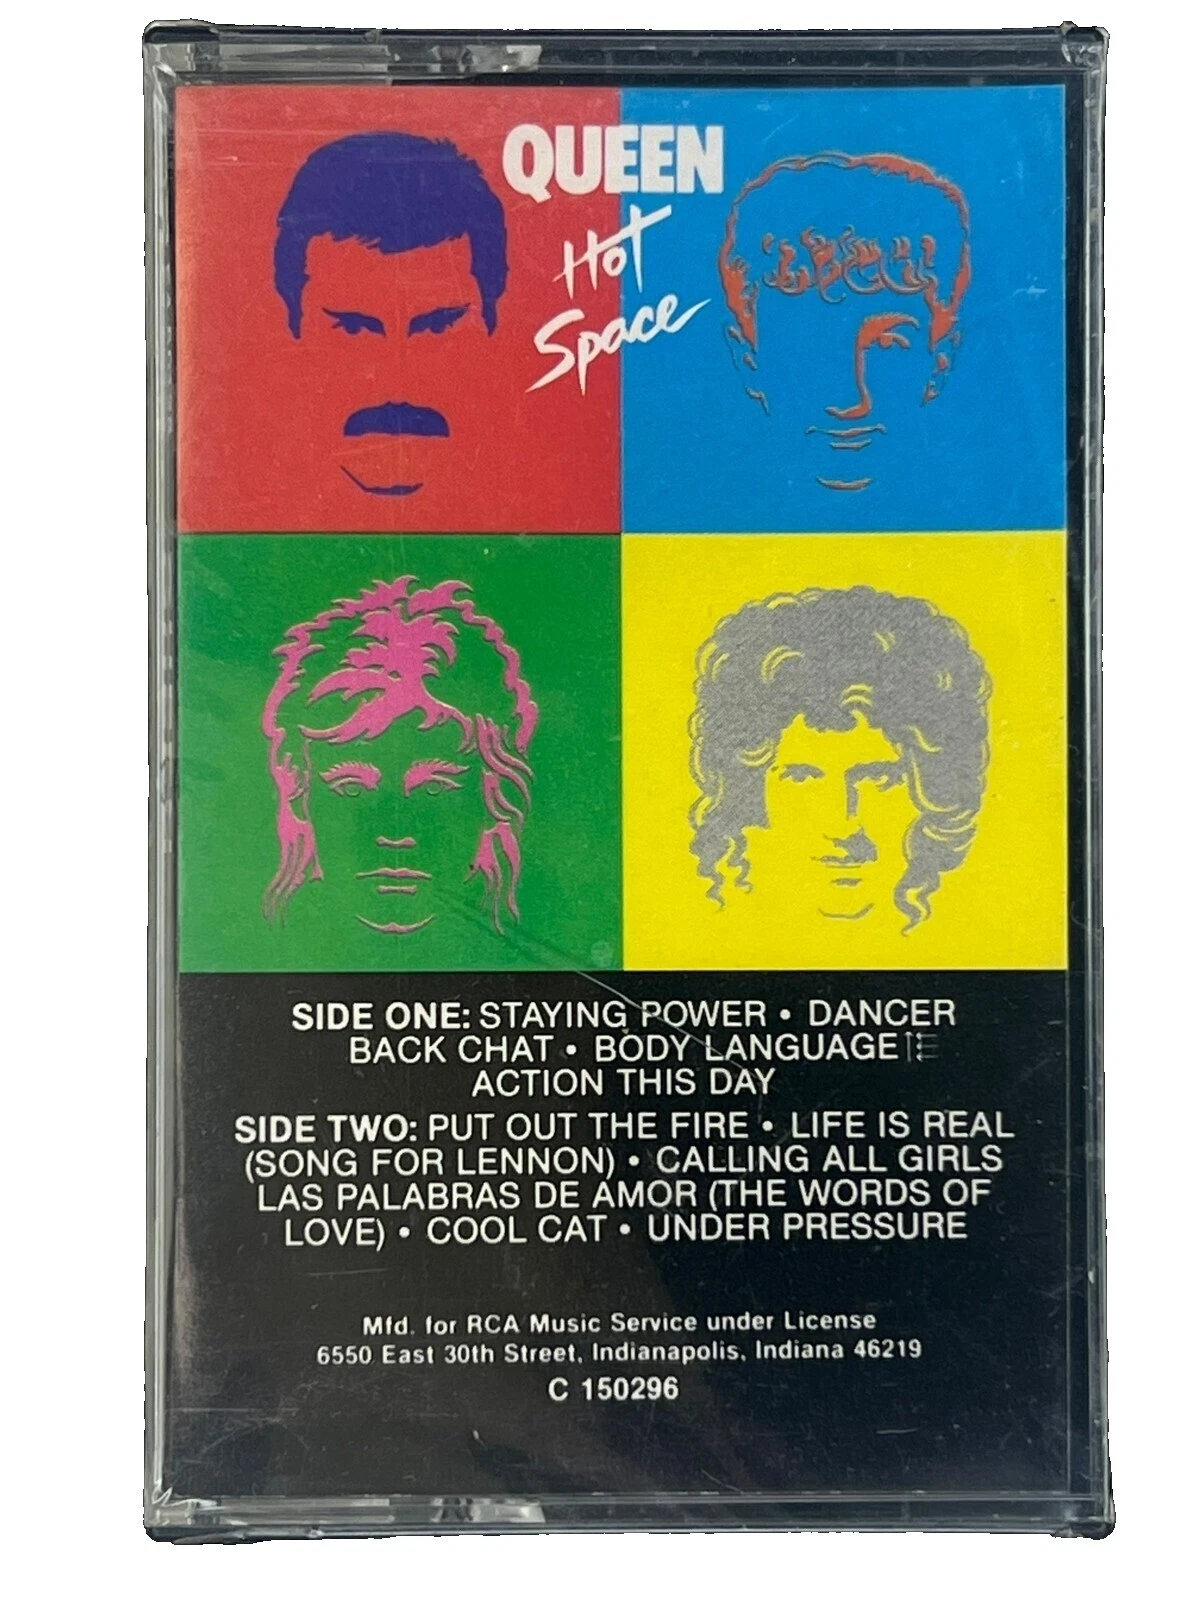 QUEEN
Hot
Space
SIDE ONE: STAYING POWER • DANCER
BACK CHAT • BODY LANGUAGE
ACTION THIS DAY
SIDE TWO: PUT OUT THE FIRE • LIFE IS REAL
(SONG FOR LENNON) • CALLING ALL GIRLS
LAS PALABRAS DE AMOR (THE WORDS OF
LOVE) • COOL CAT • UNDER PRESSURE
Mfd. for RCA Music Service under License
6550 East 30th Street, Indianapolis, Indiana 46219
C 150296